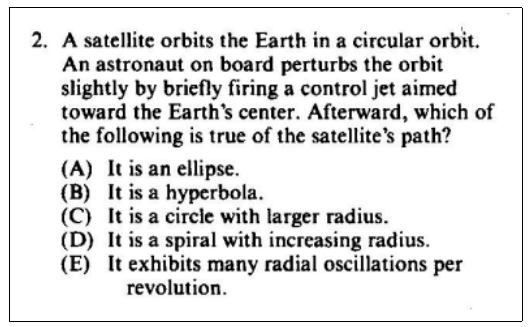 2. A satellite orbits the Earth in a circular orbit.
An astronaut on board perturbs the orbit
slightly by briefly firing a control jet aimed
toward the Earth's center. Afterward, which of
the following is true of the satellite's path?
(A) It is an ellipse.
(B) It is a hyperbola.
(C) It is a circle with larger radius.
(D) It is a spiral with increasing radius.
(E) It exhibits many radial oscillations per
revolution.